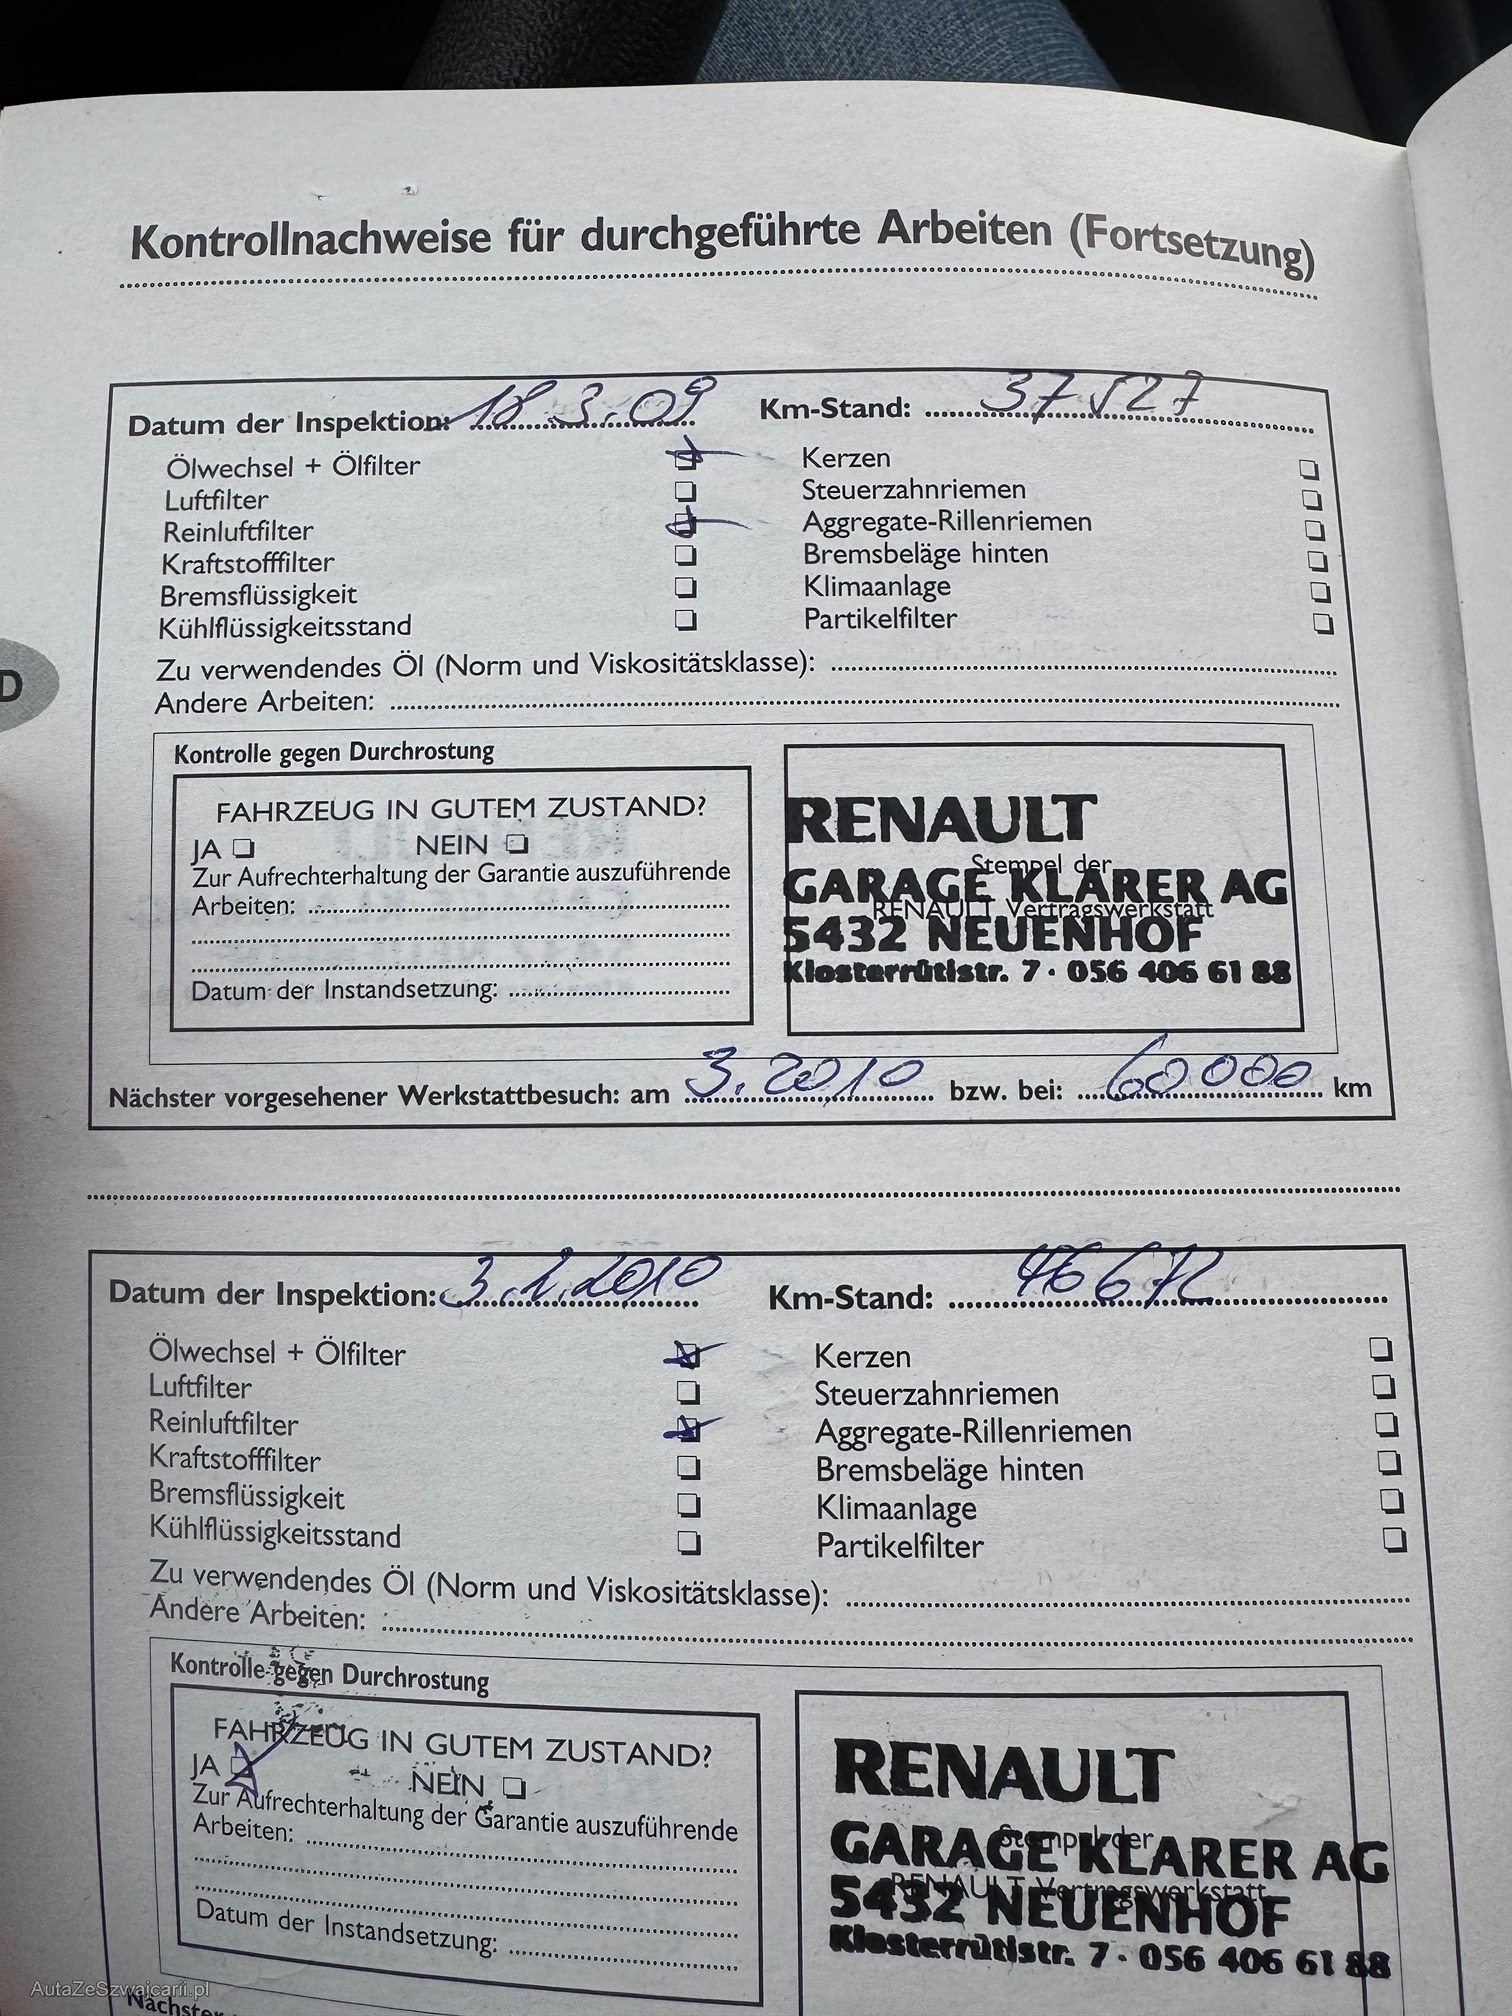 Kontrollnachweise für durchgeführte Arbeiten (Fortsetzung)
Datum der Inspektion: 18.3.09 Km-Stand: 37527
Ölwechsel + Ölfilter Kerzen
Luftfilter Steuerzahnriemen
Reinluftfilter Aggregate-Rillenriemen
Kraftstofffilter Bremsbeläge hinten
Bremsflüssigkeit Klimaanlage
Kühlflüssigkeitsstand Partikelfilter
Zu verwendendes Öl (Norm und Viskositätsklasse):
Andere Arbeiten:
D
Kontrolle gegen Durchrostung
FAHRZEUG IN GUTEM ZUSTAND?
JA NEIN
Zur Aufrechterhaltung der Garantie auszuführende
Arbeiten:
Datum der Instandsetzung:
RENAULT
Stempel der
GARAGE KLARER AG
RENAULT Vertragswerkstatt
5432 NEUENHOF
Klosterrütistr. 7 · 056 406 61 88
Nächster vorgesehener Werkstattbesuch: am 3.2010 bzw. bei: 60000 km
Datum der Inspektion: 3.2.2010 Km-Stand: 46672
Ölwechsel + Ölfilter Kerzen
Luftfilter Steuerzahnriemen
Reinluftfilter Aggregate-Rillenriemen
Kraftstofffilter Bremsbeläge hinten
Bremsflüssigkeit Klimaanlage
Kühlflüssigkeitsstand Partikelfilter
Zu verwendendes Öl (Norm und Viskositätsklasse):
Andere Arbeiten:
Kontrolle gegen Durchrostung
FAHRZEUG IN GUTEM ZUSTAND?
JA NEIN
Zur Aufrechterhaltung der Garantie auszuführende
Arbeiten:
Datum der Instandsetzung:
RENAULT
Stempel der
GARAGE KLARER AG
RENAULT Vertragswerkstatt
5432 NEUENHOF
Klosterrütistr. 7 · 056 406 61 88
AutaZeSzwajcarii.pl
Nächster